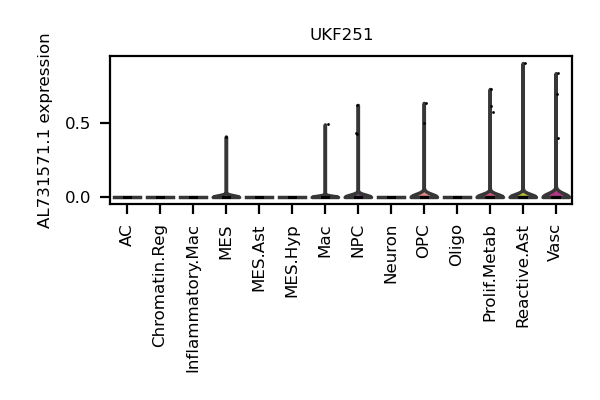 UKF251
AL731571.1 expression
0.5
0.0
AC
Chromatin.Reg
Inflammatory.Mac
MES
MES.Ast
MES.Hyp
Mac
NPC
Neuron
OPC
Oligo
Prolif.Metab
Reactive.Ast
Vasc